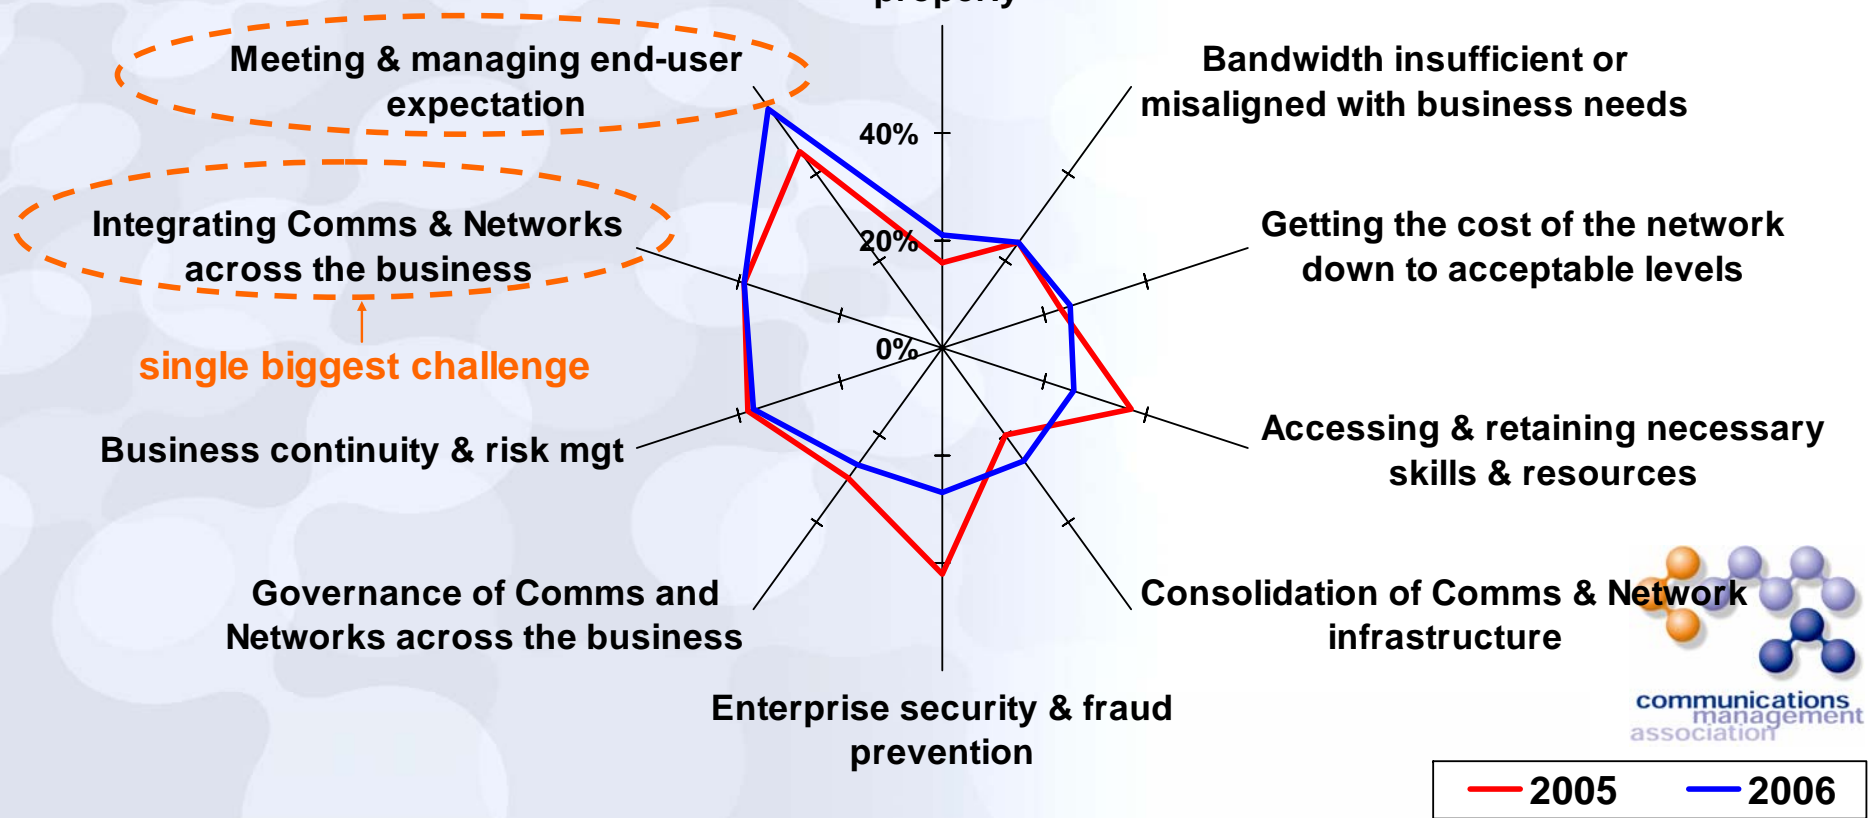 property
Meeting & managing end-user
expectation
Bandwidth insufficient or
misaligned with business needs
40%
Integrating Comms & Networks
across the business
20%
Getting the cost of the network
down to acceptable levels
single biggest challenge
0%
Business continuity & risk mgt
Accessing & retaining necessary
skills & resources
Governance of Comms and
Networks across the business
Consolidation of Comms & Network
infrastructure
Enterprise security & fraud
prevention
communications
management
association
2005
2006